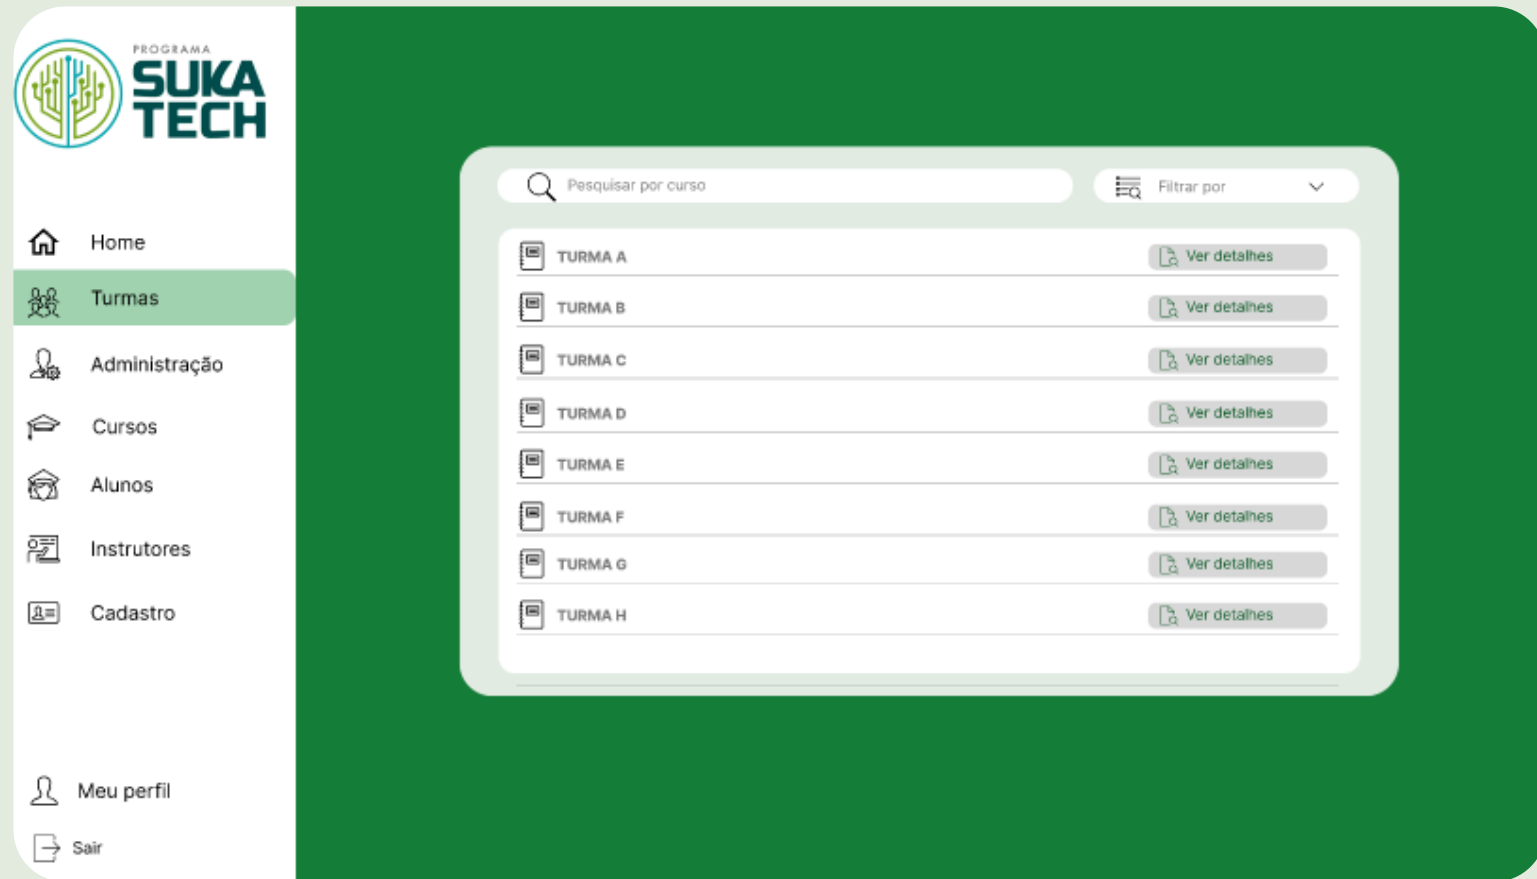 PROGRAMA
SUKA
TECH
Home
Turmas
Administração
Cursos
Alunos
Instrutores
Cadastro
Meu perfil
Sair
Pesquisar por curso
Filtrar por
TURMA A
Ver detalhes
TURMA B
Ver detalhes
TURMA C
Ver detalhes
TURMA D
Ver detalhes
TURMA E
Ver detalhes
TURMA F
Ver detalhes
TURMA G
Ver detalhes
TURMA H
Ver detalhes